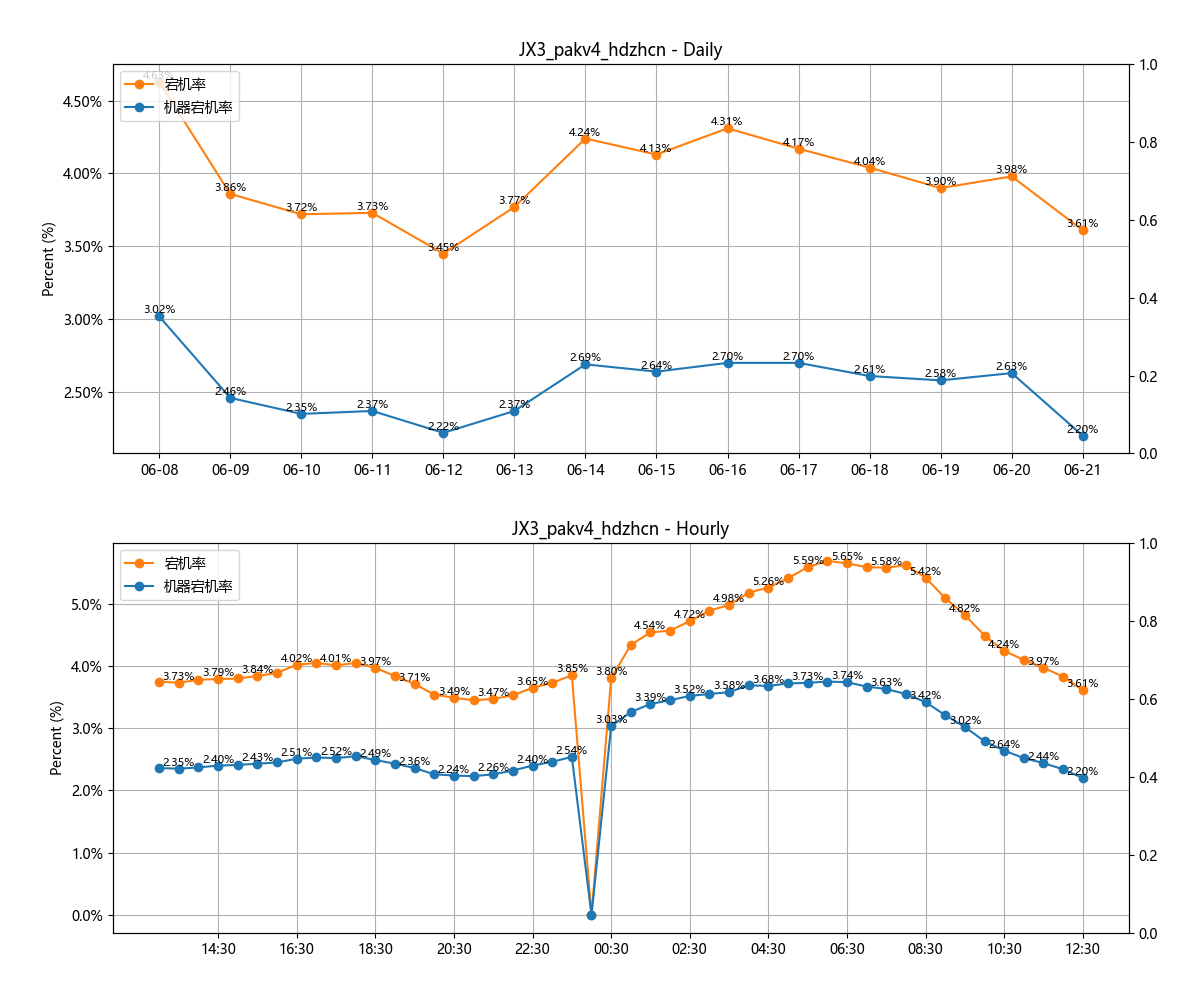 JX3_pakv4_hdzhcn - Daily
宕机率
机器宕机率
Percent (%)
4.50%
4.00%
3.50%
3.00%
2.50%
1.0
0.8
0.6
0.4
0.2
0.0
4.63% 3.86% 3.72% 3.73% 3.45% 3.77% 4.24% 4.13% 4.31% 4.17% 4.04% 3.90% 3.98% 3.61%
3.02% 2.46% 2.35% 2.37% 2.22% 2.37% 2.69% 2.64% 2.70% 2.70% 2.61% 2.58% 2.63% 2.20%
06-08 06-09 06-10 06-11 06-12 06-13 06-14 06-15 06-16 06-17 06-18 06-19 06-20 06-21
JX3_pakv4_hdzhcn - Hourly
宕机率
机器宕机率
Percent (%)
5.0%
4.0%
3.0%
2.0%
1.0%
0.0%
1.0
0.8
0.6
0.4
0.2
0.0
3.73% 3.79% 3.84% 4.02% 4.01% 3.97% 3.71% 3.49% 3.47% 3.65% 3.85% 3.80% 4.54% 4.72% 4.98% 5.26% 5.59% 5.65% 5.58% 5.42% 4.82% 4.24% 3.97% 3.61%
2.35% 2.40% 2.43% 2.51% 2.52% 2.49% 2.36% 2.24% 2.26% 2.40% 2.54% 3.03% 3.39% 3.52% 3.58% 3.68% 3.73% 3.74% 3.63% 3.42% 3.02% 2.64% 2.44% 2.20%
14:30 16:30 18:30 20:30 22:30 00:30 02:30 04:30 06:30 08:30 10:30 12:30